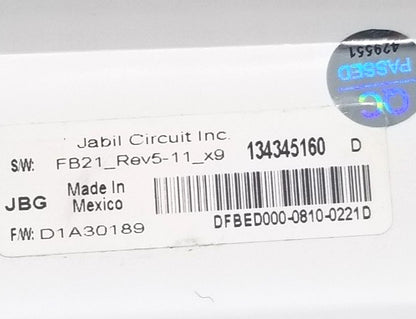 429551
PASSED
QC
Jabil Circuit Inc.
S/W: FB21_Rev5-11_x9 134345160 D
JBG Made In
Mexico
F/W: D1A30189 DFBED000-0810-0221D